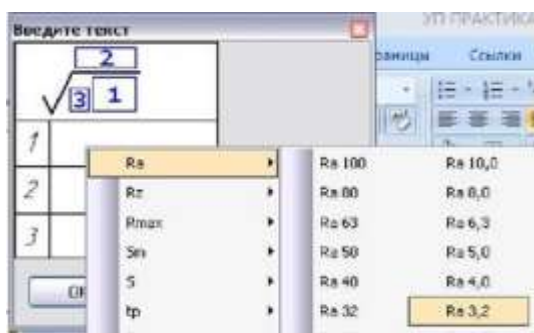 Введите текст
УП ПРАКТИКА
Ссылки
2
3 1
1
2
3
Ra
Rz
Rmax
Sm
S
tp
Ra 100
Ra 80
Ra 63
Ra 50
Ra 40
Ra 32
Ra 10,0
Ra 8,0
Ra 6,3
Ra 5,0
Ra 4,0
Ra 3,2